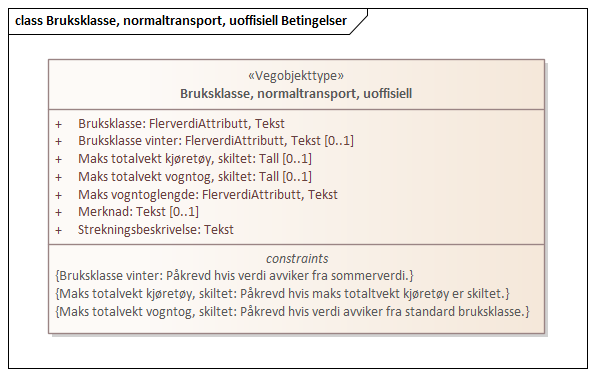 class Bruksklasse, normaltransport, uoffisiell Betingelser
«Vegobjekttype»
Bruksklasse, normaltransport, uoffisiell
+ Bruksklasse: FlerverdiAttributt, Tekst
+ Bruksklasse vinter: FlerverdiAttributt, Tekst [0..1]
+ Maks totalvekt kjøretøy, skiltet: Tall [0..1]
+ Maks totalvekt vogntog, skiltet: Tall [0..1]
+ Maks vogntoglengde: FlerverdiAttributt, Tekst
+ Merknad: Tekst [0..1]
+ Strekningsbeskrivelse: Tekst
constraints
{Bruksklasse vinter: Påkrevd hvis verdi avviker fra sommerverdi.}
{Maks totalvekt kjøretøy, skiltet: Påkrevd hvis maks totaltvekt kjøretøy er skiltet.}
{Maks totalvekt vogntog, skiltet: Påkrevd hvis verdi avviker fra standard bruksklasse.}